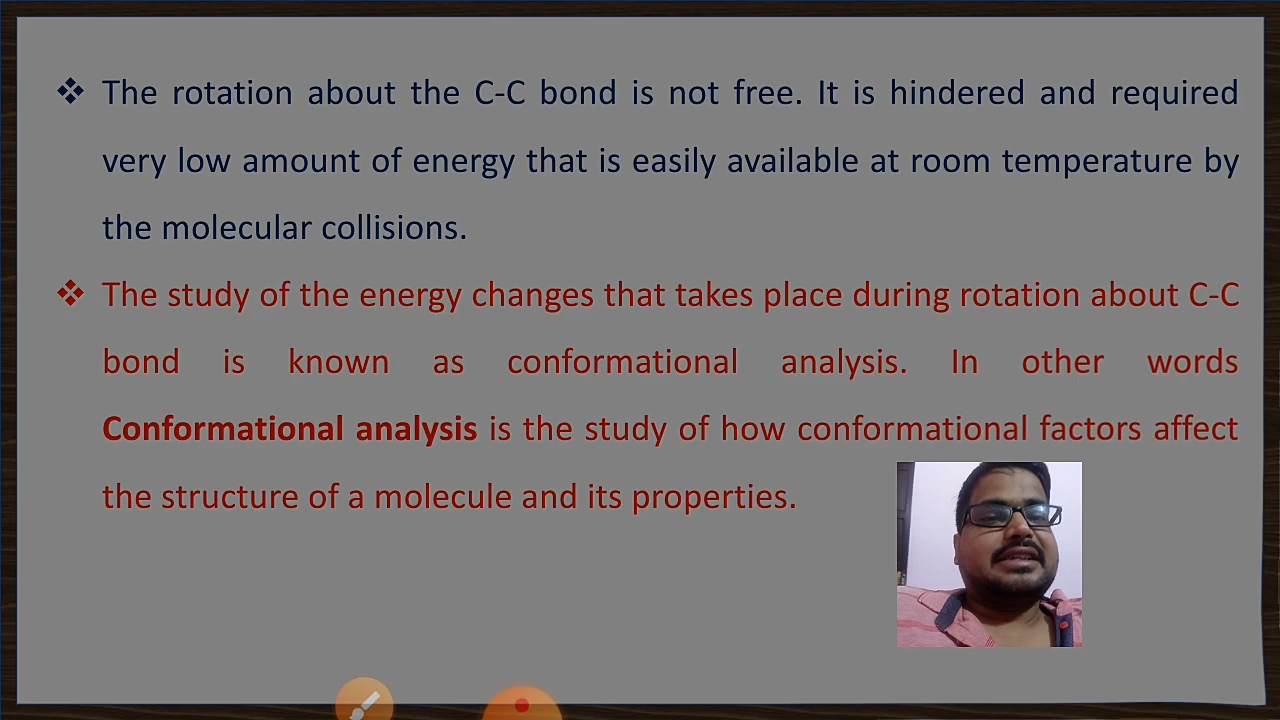 ❖ The rotation about the C-C bond is not free. It is hindered and required
very low amount of energy that is easily available at room temperature by
the molecular collisions.
❖ The study of the energy changes that takes place during rotation about C-C
bond is known as conformational analysis. In other words
Conformational analysis is the study of how conformational factors affect
the structure of a molecule and its properties.